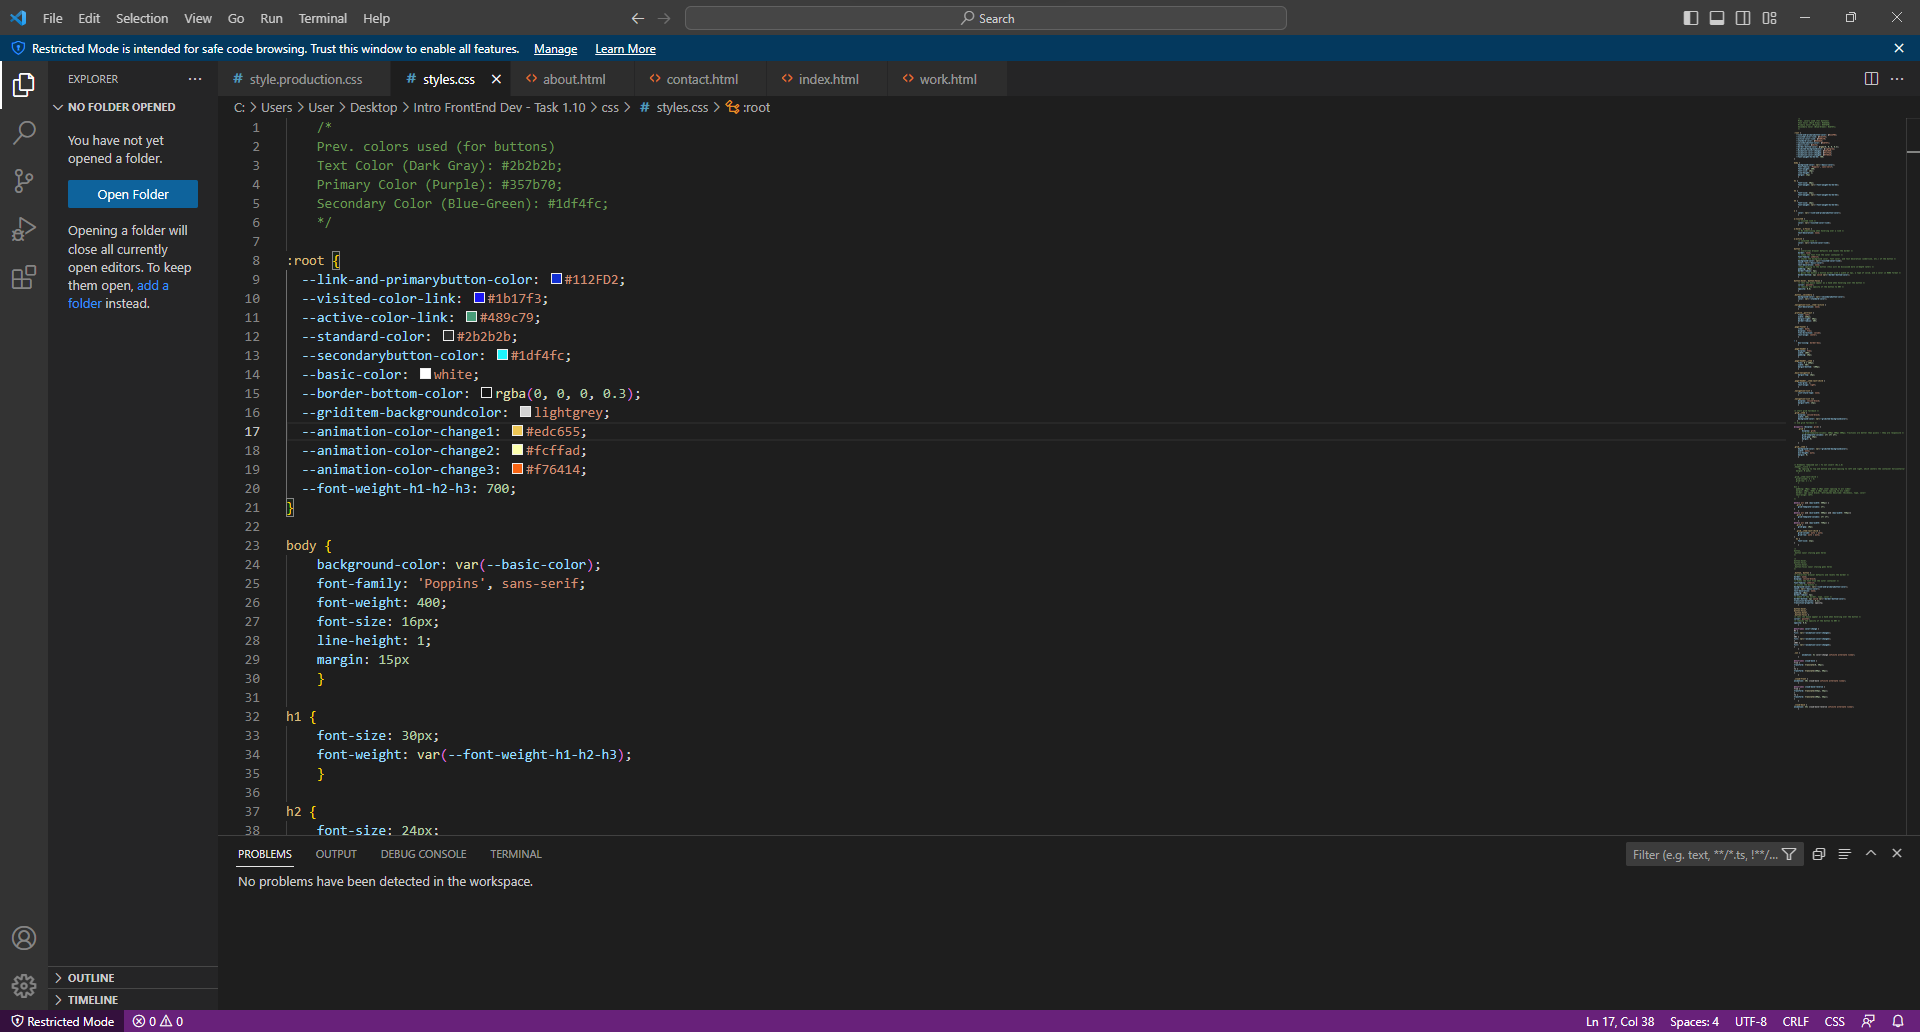 File Edit Selection View Go Run Terminal Help
Search
Restricted Mode is intended for safe code browsing. Trust this window to enable all features. Manage Learn More
EXPLORER
NO FOLDER OPENED
You have not yet
opened a folder.
Open Folder
Opening a folder will
close all currently
open editors. To keep
them open, add a
folder instead.
OUTLINE
TIMELINE
# style.production.css # styles.css <> about.html <> contact.html <> index.html <> work.html
C: > Users > User > Desktop > Intro FrontEnd Dev - Task 1.10 > css > # styles.css > :root
1 /*
2 Prev. colors used (for buttons)
3 Text Color (Dark Gray): #2b2b2b;
4 Primary Color (Purple): #357b70;
5 Secondary Color (Blue-Green): #1df4fc;
6 */
7
8 :root {
9 --link-and-primarybutton-color: #112FD2;
10 --visited-color-link: #1b17f3;
11 --active-color-link: #489c79;
12 --standard-color: #2b2b2b;
13 --secondarybutton-color: #1df4fc;
14 --basic-color: white;
15 --border-bottom-color: rgba(0, 0, 0, 0.3);
16 --griditem-backgroundcolor: lightgrey;
17 --animation-color-change1: #edc655;
18 --animation-color-change2: #fcffad;
19 --animation-color-change3: #f76414;
20 --font-weight-h1-h2-h3: 700;
21 }
22
23 body {
24 background-color: var(--basic-color);
25 font-family: 'Poppins', sans-serif;
26 font-weight: 400;
27 font-size: 16px;
28 line-height: 1;
29 margin: 15px
30 }
31
32 h1 {
33 font-size: 30px;
34 font-weight: var(--font-weight-h1-h2-h3);
35 }
36
37 h2 {
38 font-size: 24px;
PROBLEMS OUTPUT DEBUG CONSOLE TERMINAL
Filter (e.g. text, **/*.ts, !**/...
No problems have been detected in the workspace.
Restricted Mode 0 0
Ln 17, Col 38 Spaces: 4 UTF-8 CRLF CSS